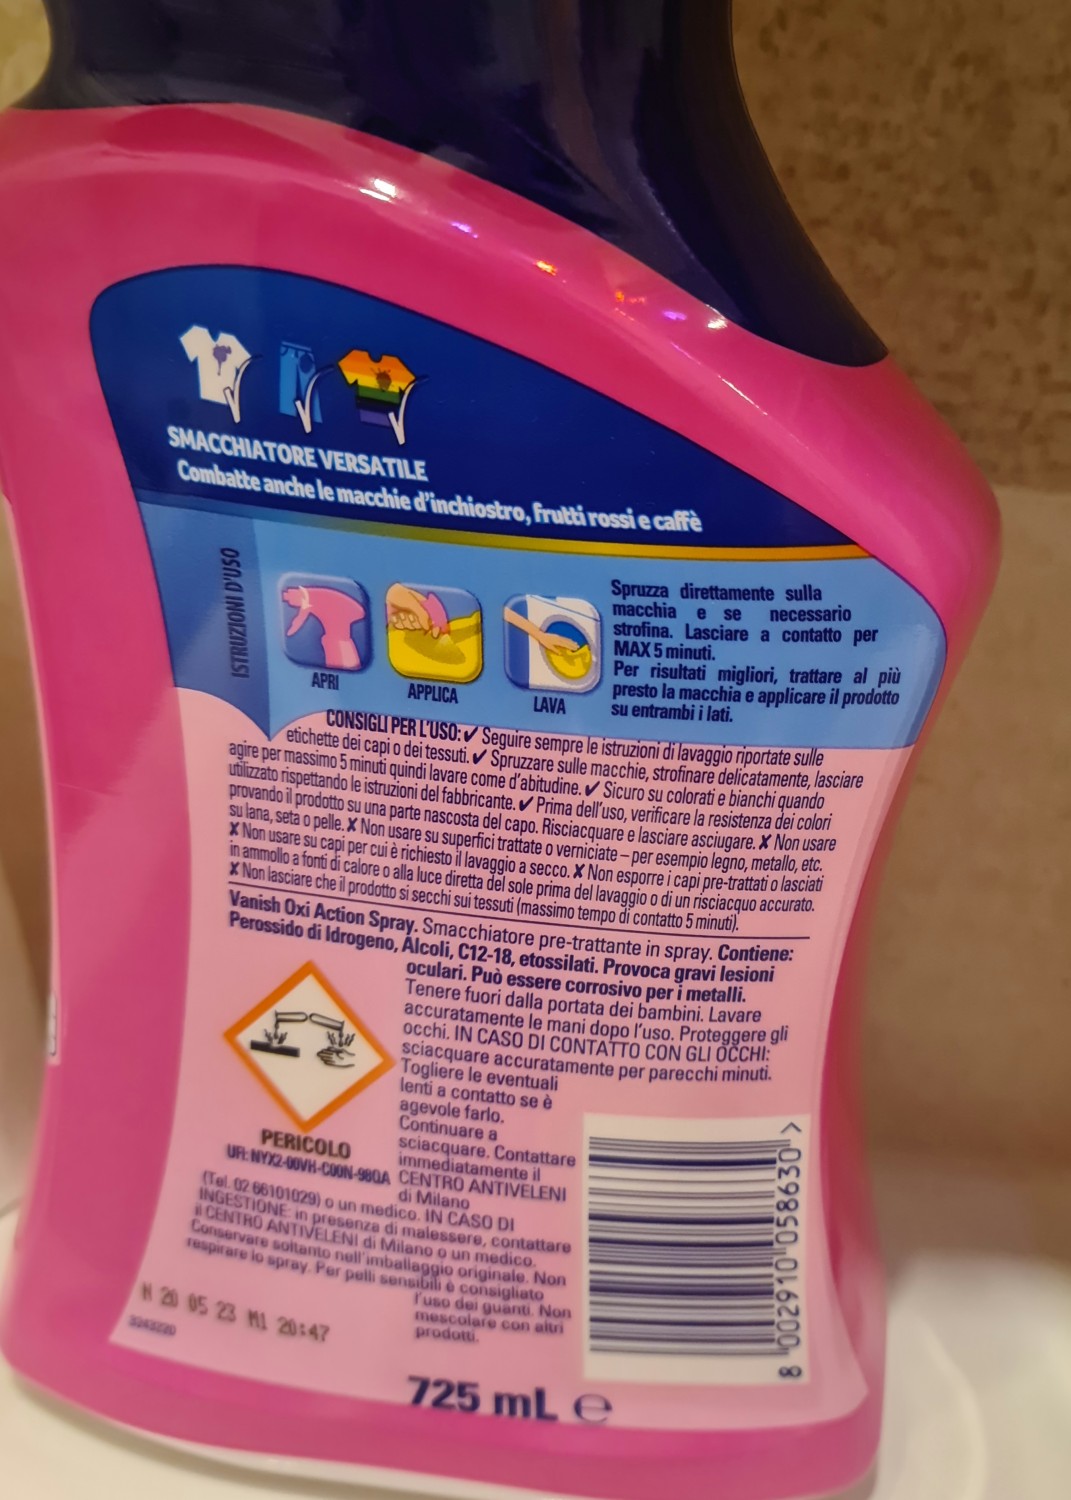 SMACCHIATORE VERSATILE
Combatte anche le macchie d'inchiostro, frutti rossi e caffè
ISTRUZIONI D'USO
APRI
APPLICA
LAVA
Spruzza direttamente sulla
macchia e se necessario
strofina. Lasciare a contatto per
MAX 5 minuti.
Per risultati migliori, trattare al più
presto la macchia e applicare il prodotto
su entrambi i lati.
CONSIGLI PER L'USO: ✓ Seguire sempre le istruzioni di lavaggio riportate sulle
etichette dei capi o dei tessuti. ✓ Spruzzare sulle macchie, strofinare delicatamente, lasciare
agire per massimo 5 minuti quindi lavare come d'abitudine. ✓ Sicuro su colorati e bianchi quando
utilizzato rispettando le istruzioni del fabbricante. ✓ Prima dell'uso, verificare la resistenza dei colori
provando il prodotto su una parte nascosta del capo. Risciacquare e lasciare asciugare. ✗ Non usare
su lana, seta o pelle. ✗ Non usare su superfici trattate o verniciate – per esempio legno, metallo, etc.
✗ Non usare su capi per cui è richiesto il lavaggio a secco. ✗ Non esporre i capi pre-trattati o lasciati
in ammollo a fonti di calore o alla luce diretta del sole prima del lavaggio o di un risciacquo accurato.
✗ Non lasciare che il prodotto si secchi sui tessuti (massimo tempo di contatto 5 minuti).
Vanish Oxi Action Spray. Smacchiatore pre-trattante in spray. Contiene:
Perossido di Idrogeno, Alcoli, C12-18, etossilati. Provoca gravi lesioni
oculari. Può essere corrosivo per i metalli.
Tenere fuori dalla portata dei bambini. Lavare
accuratamente le mani dopo l'uso. Proteggere gli
occhi. IN CASO DI CONTATTO CON GLI OCCHI:
sciacquare accuratamente per parecchi minuti.
Togliere le eventuali
lenti a contatto se è
agevole farlo.
Continuare a
sciacquare. Contattare
immediatamente il
CENTRO ANTIVELENI
di Milano
PERICOLO
UFI: NYX2-00VH-C00N-98QA
(Tel. 02 66101029) o un medico. IN CASO DI
INGESTIONE: in presenza di malessere, contattare
il CENTRO ANTIVELENI di Milano o un medico.
Conservare soltanto nell'imballaggio originale. Non
respirare lo spray. Per pelli sensibili è consigliato
l'uso dei guanti. Non
mescolare con altri
prodotti.
N 20 05 23 M1 20:47
3243220
8 002910 058630 >
725 mL e